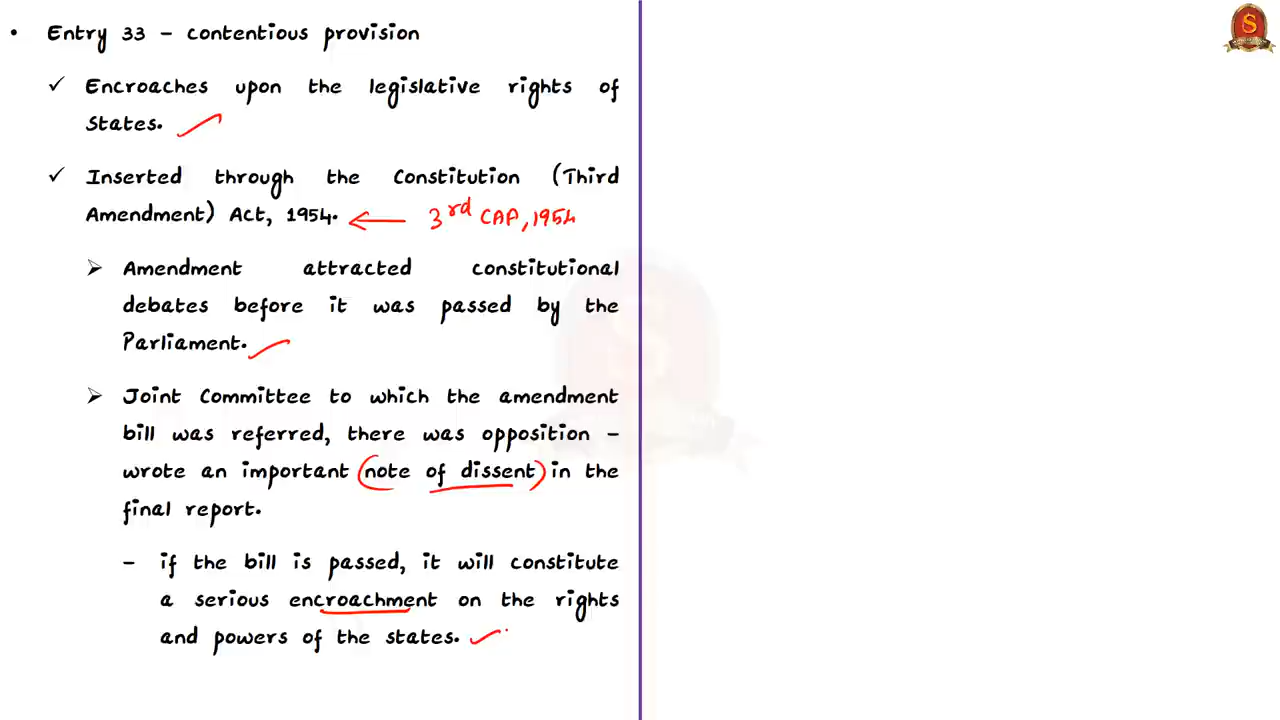 • Entry 33 – contentious provision
✓ Encroaches upon the legislative rights of
States.
✓ Inserted through the Constitution (Third
Amendment) Act, 1954. ← 3rd CAA, 1954
➢ Amendment attracted constitutional
debates before it was passed by the
Parliament.
➢ Joint Committee to which the amendment
bill was referred, there was opposition –
wrote an important (note of dissent) in the
final report.
– if the bill is passed, it will constitute
a serious encroachment on the rights
and powers of the states.
S